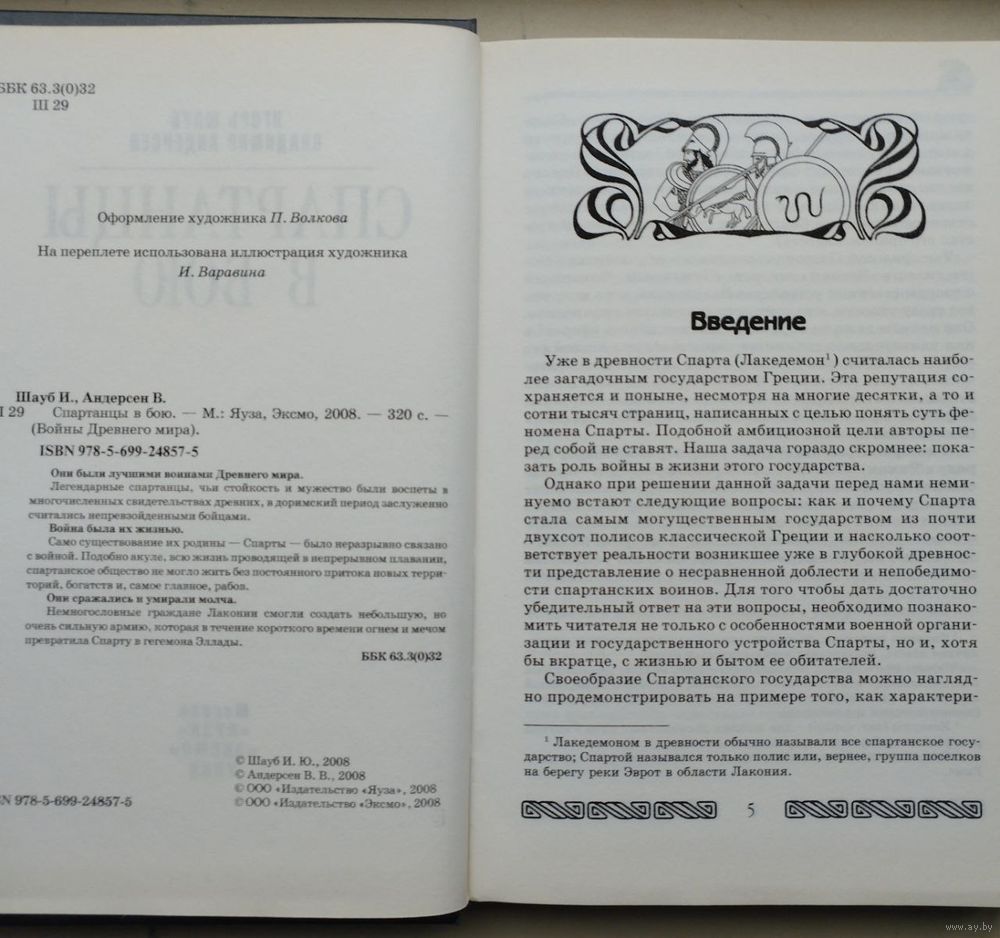 ББК 63.3(0)32
Ш 29
Оформление художника П. Волкова
На переплете использована иллюстрация художника
И. Варавина
Шауб И., Андерсен В.
Ш 29 Спартанцы в бою. — М.: Яуза, Эксмо, 2008. — 320 с. —
(Войны Древнего мира).
ISBN 978-5-699-24857-5
Они были лучшими воинами Древнего мира.
Легендарные спартанцы, чьи стойкость и мужество были воспеты в
многочисленных свидетельствах древних, в доримский период заслуженно
считались непревзойденными бойцами.
Война была их жизнью.
Само существование их родины — Спарты — было неразрывно связано
с войной. Подобно акуле, всю жизнь проводящей в непрерывном плавании,
спартанское общество не могло жить без постоянного притока новых терри-
торий, богатств и, самое главное, рабов.
Они сражались и умирали молча.
Немногословные граждане Лаконии смогли создать небольшую, но
очень сильную армию, которая в течение короткого времени огнем и мечом
превратила Спарту в гегемона Эллады.
ББК 63.3(0)32
© Шауб И. Ю., 2008
© Андерсен В. В., 2008
© ООО «Издательство «Яуза», 2008
ISBN 978-5-699-24857-5 © ООО «Издательство «Эксмо», 2008
Введение
Уже в древности Спарта (Лакедемон¹) считалась наибо-
лее загадочным государством Греции. Эта репутация со-
храняется и поныне, несмотря на многие десятки, а то и
сотни тысяч страниц, написанных с целью понять суть фе-
номена Спарты. Подобной амбициозной цели авторы пе-
ред собой не ставят. Наша задача гораздо скромнее: пока-
зать роль войны в жизни этого государства.
Однако при решении данной задачи перед нами неми-
нуемо встают следующие вопросы: как и почему Спарта
стала самым могущественным государством из почти
двухсот полисов классической Греции и насколько соот-
ветствует реальности возникшее уже в глубокой древнос-
ти представление о несравненной доблести и непобедимо-
сти спартанских воинов. Для того чтобы дать достаточно
убедительный ответ на эти вопросы, необходимо познако-
мить читателя не только с особенностями военной органи-
зации и государственного устройства Спарты, но и, хотя
бы вкратце, с жизнью и бытом ее обитателей.
Своеобразие Спартанского государства можно нагляд-
но продемонстрировать на примере того, как характери-
¹ Лакедемоном в древности обычно называли все спартанское госу-
дарство; Спартой назывался только полис или, вернее, группа поселков
на берегу реки Эврот в области Лакония.
5
www.ay.by